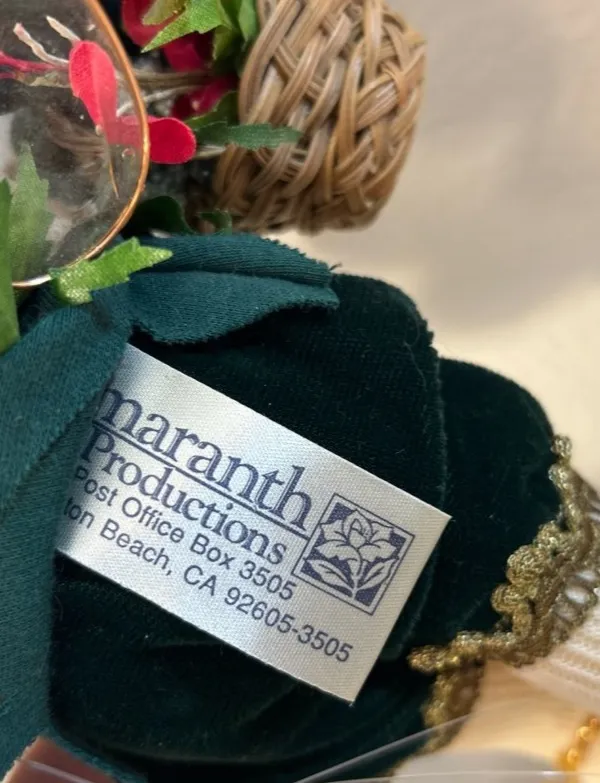 maranth
Productions
Post Office Box 3505
ton Beach, CA 92605-3505